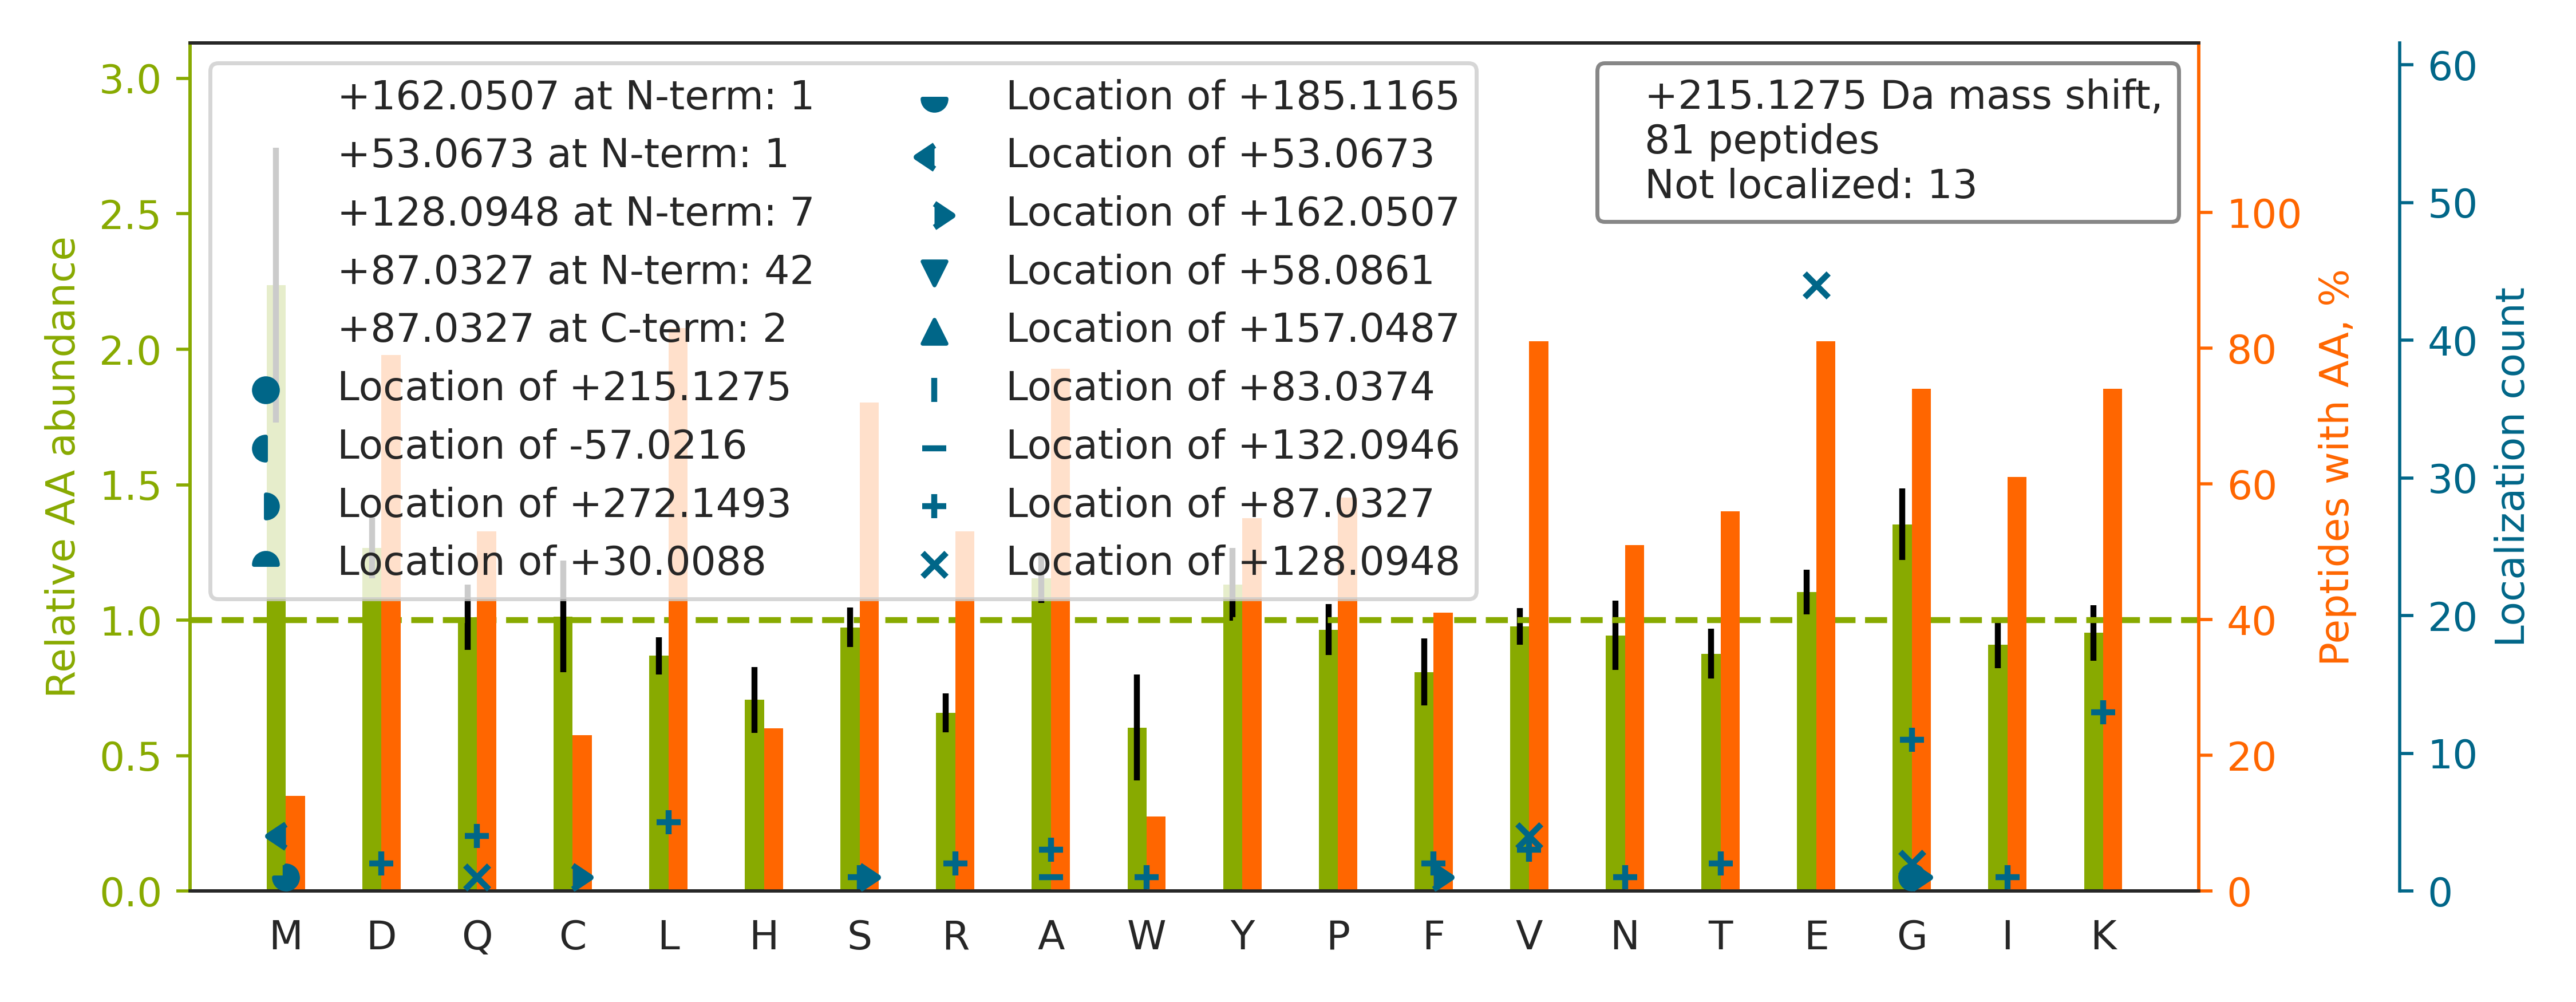 Relative AA abundance
3.0
2.5
2.0
1.5
1.0
0.5
0.0
+162.0507 at N-term: 1
+53.0673 at N-term: 1
+128.0948 at N-term: 7
+87.0327 at N-term: 42
+87.0327 at C-term: 2
Location of +215.1275
Location of -57.0216
Location of +272.1493
Location of +30.0088
Location of +185.1165
Location of +53.0673
Location of +162.0507
Location of +58.0861
Location of +157.0487
Location of +83.0374
Location of +132.0946
Location of +87.0327
Location of +128.0948
+215.1275 Da mass shift,
81 peptides
Not localized: 13
100
80
60
40
20
0
Peptides with AA, %
60
50
40
30
20
10
0
Localization count
M D Q C L H S R A W Y P F V N T E G I K